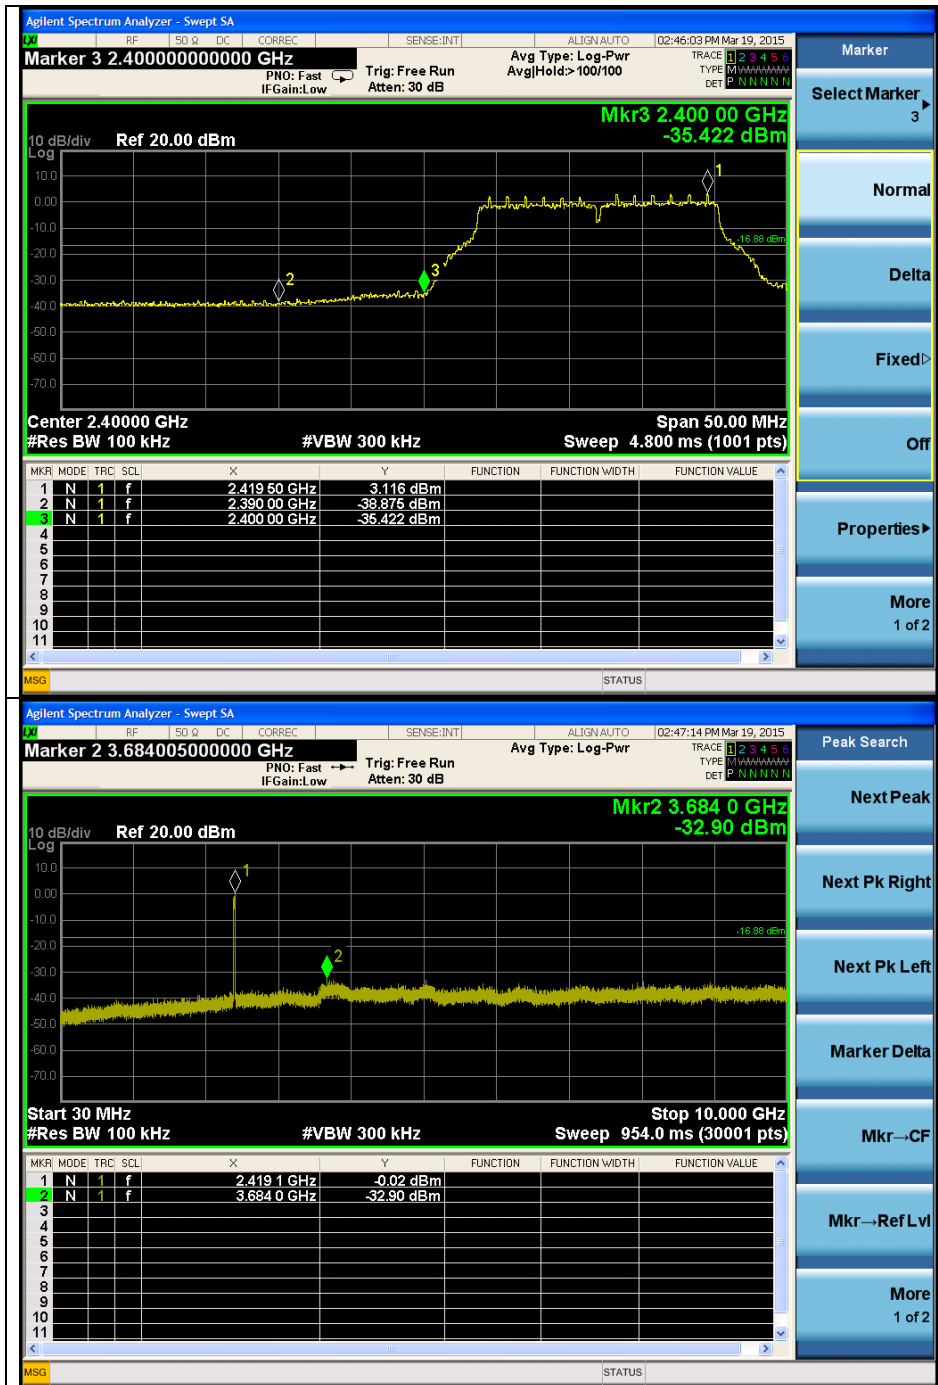 Agilent Spectrum Analyzer - Swept SA
LXI RF 50 Ω DC CORREC SENSE:INT ALIGN AUTO 02:46:03 PM Mar 19, 2015
Marker 3 2.400000000000 GHz
PNO: Fast
IFGain:Low
Trig: Free Run
Atten: 30 dB
Avg Type: Log-Pwr
Avg|Hold:>100/100
TRACE 1 2 3 4 5 6
TYPE M WWWWW
DET P N N N N N
Mkr3 2.400 00 GHz
-35.422 dBm
10 dB/div Ref 20.00 dBm
Log
10.0
0.00
-10.0
-20.0
-30.0
-40.0
-50.0
-60.0
-70.0
1
2
3
-16.88 dBm
Center 2.40000 GHz Span 50.00 MHz
#Res BW 100 kHz #VBW 300 kHz Sweep 4.800 ms (1001 pts)
MKR MODE TRC SCL X Y FUNCTION FUNCTION WIDTH FUNCTION VALUE
1 N 1 f 2.419 50 GHz 3.116 dBm
2 N 1 f 2.390 00 GHz -38.875 dBm
3 N 1 f 2.400 00 GHz -35.422 dBm
4
5
6
7
8
9
10
11
MSG STATUS
Marker
Select Marker
3
Normal
Delta
Fixed
Off
Properties
More
1 of 2
Agilent Spectrum Analyzer - Swept SA
LXI RF 50 Ω DC CORREC SENSE:INT ALIGN AUTO 02:47:14 PM Mar 19, 2015
Marker 2 3.684005000000 GHz
PNO: Fast
IFGain:Low
Trig: Free Run
Atten: 30 dB
Avg Type: Log-Pwr
TRACE 1 2 3 4 5 6
TYPE M WWWWW
DET P N N N N N
Mkr2 3.684 0 GHz
-32.90 dBm
10 dB/div Ref 20.00 dBm
Log
10.0
0.00
-10.0
-20.0
-30.0
-40.0
-50.0
-60.0
-70.0
1
2
-16.88 dBm
Start 30 MHz Stop 10.000 GHz
#Res BW 100 kHz #VBW 300 kHz Sweep 954.0 ms (30001 pts)
MKR MODE TRC SCL X Y FUNCTION FUNCTION WIDTH FUNCTION VALUE
1 N 1 f 2.419 1 GHz -0.02 dBm
2 N 1 f 3.684 0 GHz -32.90 dBm
3
4
5
6
7
8
9
10
11
MSG STATUS
Peak Search
Next Peak
Next Pk Right
Next Pk Left
Marker Delta
Mkr→CF
Mkr→Ref Lvl
More
1 of 2